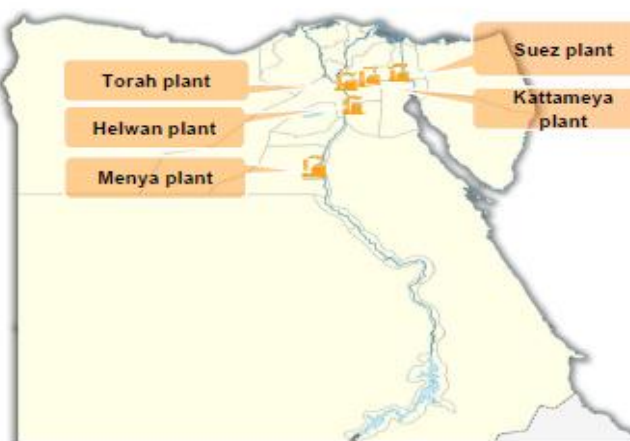 Suez plant
Torah plant
Kattameya
plant
Helwan plant
Menya plant